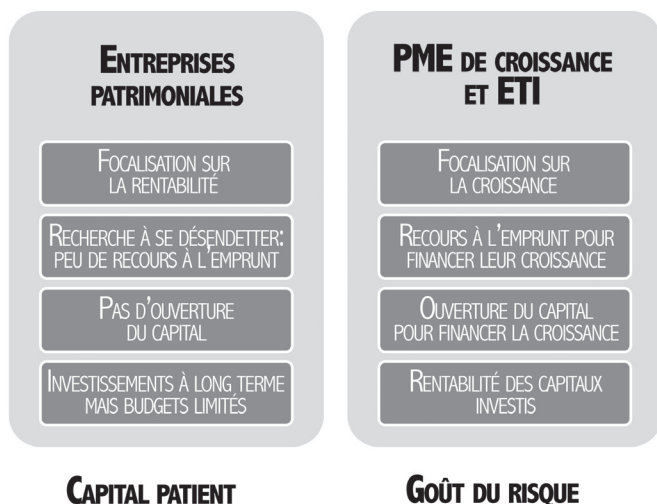 ENTREPRISES
PATRIMONIALES
FOCALISATION SUR
LA RENTABILITÉ
RECHERCHE À SE DÉSENDETTER:
PEU DE RECOURS À L'EMPRUNT
PAS D'OUVERTURE
DU CAPITAL
INVESTISSEMENTS À LONG TERME
MAIS BUDGETS LIMITÉS
CAPITAL PATIENT
PME DE CROISSANCE
ET ETI
FOCALISATION SUR
LA CROISSANCE
RECOURS À L'EMPRUNT POUR
FINANCER LEUR CROISSANCE
OUVERTURE DU CAPITAL
POUR FINANCER LA CROISSANCE
RENTABILITÉ DES CAPITAUX
INVESTIS
GOÛT DU RISQUE